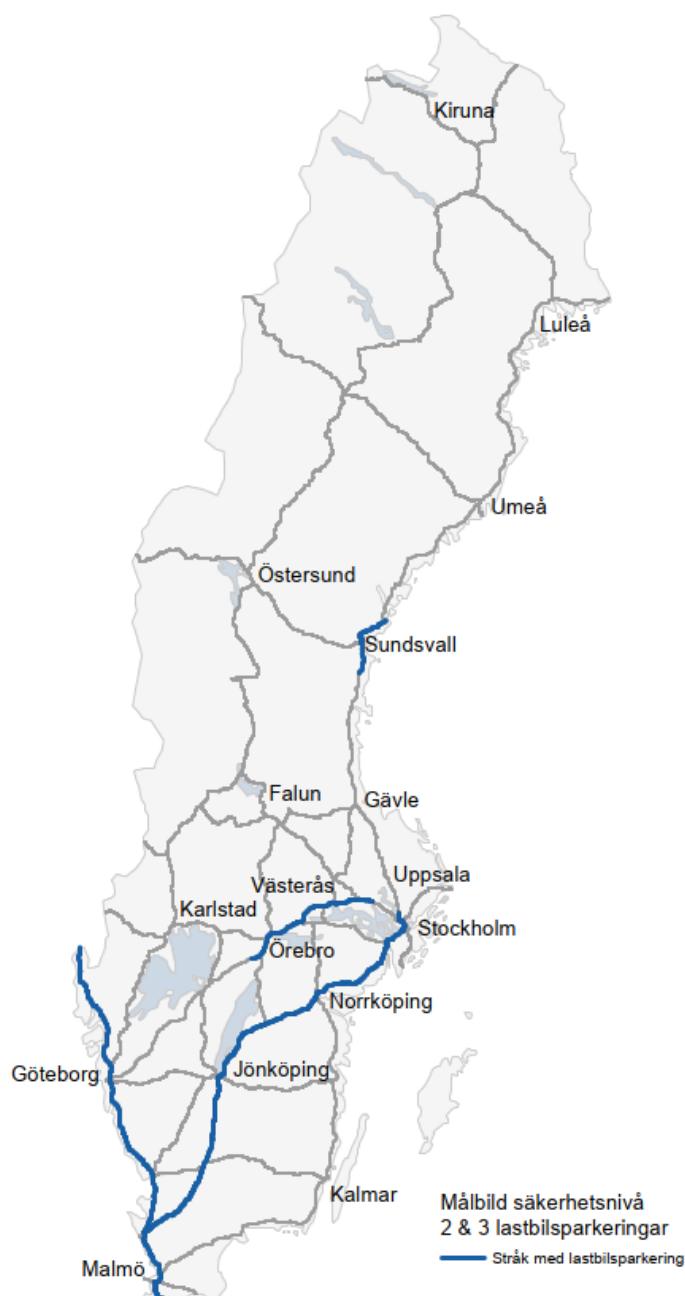 Kiruna
Luleå
Umeå
Östersund
Sundsvall
Falun
Gävle
Uppsala
Västerås
Karlstad
Stockholm
Örebro
Norrköping
Göteborg
Jönköping
Kalmar
Målbild säkerhetsnivå
2 & 3 lastbilsparkeringar
Stråk med lastbilsparkering
Malmö